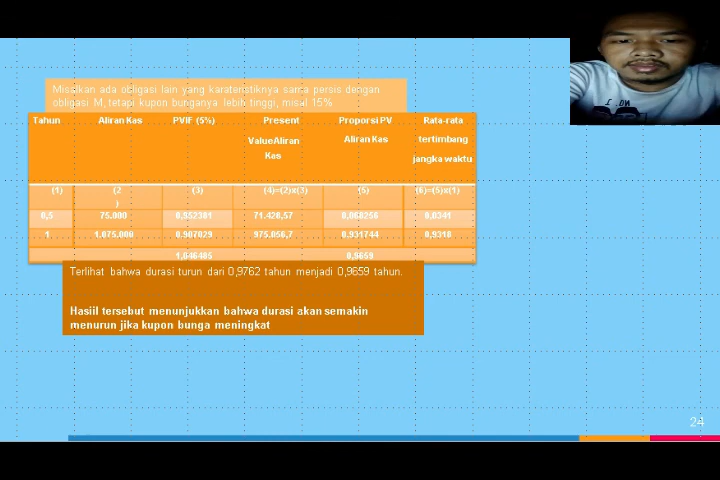 Misalkan ada obligasi lain yang karateristiknya sama persis dengan
obligasi M, tetapi kupon bunganya lebih tinggi, misal 15%
Tahun Aliran Kas PVIF (5%) Present ValueAliran Kas Proporsi PV Aliran Kas Rata-rata tertimbang jangka waktu
(1) (2 ) (3) (4)=(2)x(3) (5) (6)=(5)x(1)
0,5 75.000 0,952381 71.428,57 0,068256 0,0341
1 1.075.000 0.907029 975.056,7 0.931744 0,9318
1,046485 0,9659
Terlihat bahwa durasi turun dari 0,9762 tahun menjadi 0,9659 tahun.
Hasiil tersebut menunjukkan bahwa durasi akan semakin
menurun jika kupon bunga meningkat
24